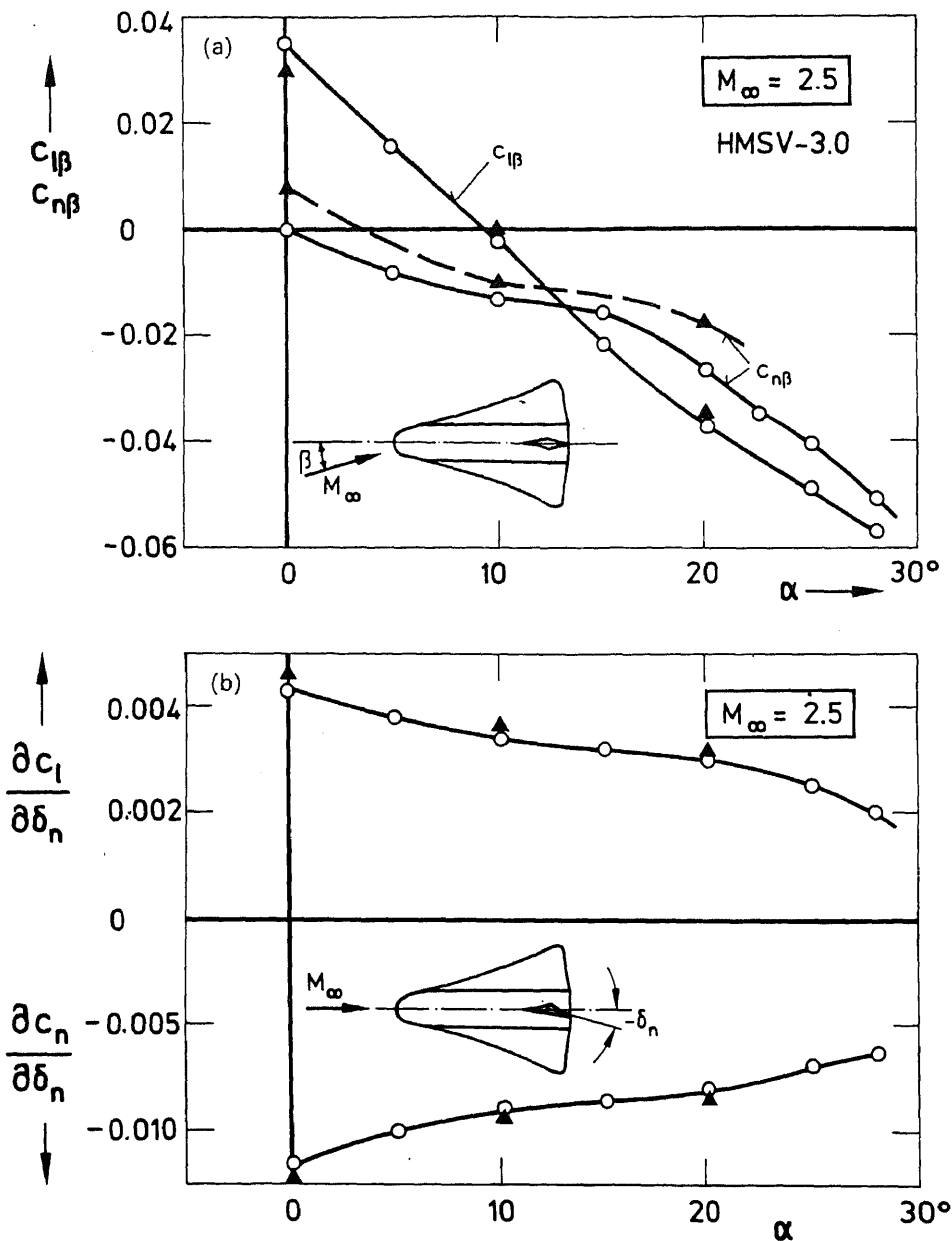 (a)
0.04
0.02
0
−0.02
−0.04
−0.06
c_lβ
c_nβ
M∞ = 2.5
HMSV-3.0
c_lβ
c_nβ
β
M∞
0
10
20
30°
α
(b)
0.004
0.002
0
−0.005
−0.010
∂c_l
∂δ_n
∂c_n
∂δ_n
M∞ = 2.5
M∞
-δ_n
0
10
20
30°
α